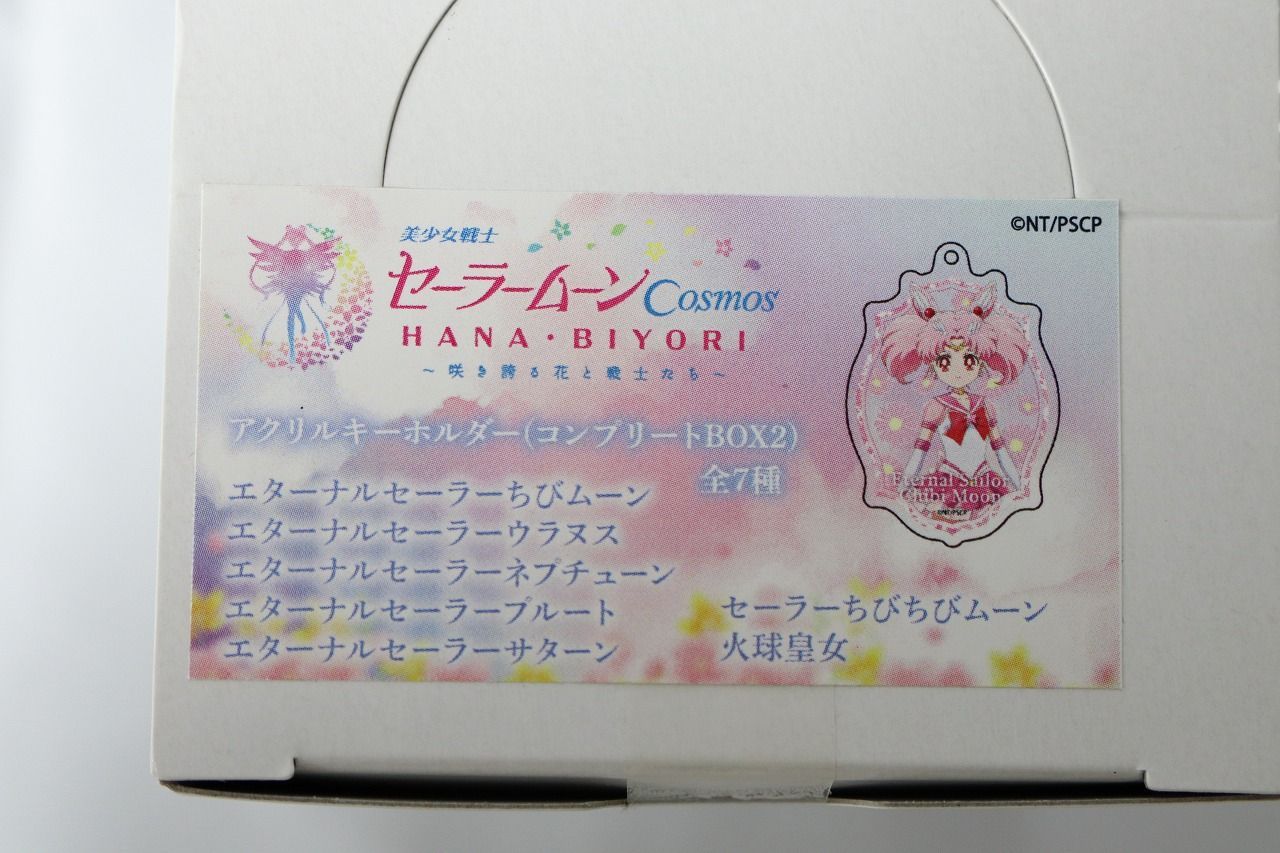 ©NT/PSCP
美少女戦士
セーラームーンCosmos
HANA・BIYORI
～咲き誇る花と戦士たち～
アクリルキーホルダー(コンプリートBOX2)
全7種
エターナルセーラーちびムーン
エターナルセーラーウラヌス
エターナルセーラーネプチューン
エターナルセーラープルート
エターナルセーラーサターン
セーラーちびちびムーン
火球皇女
Eternal Sailor
Chibi Moon
©NT/PSCP